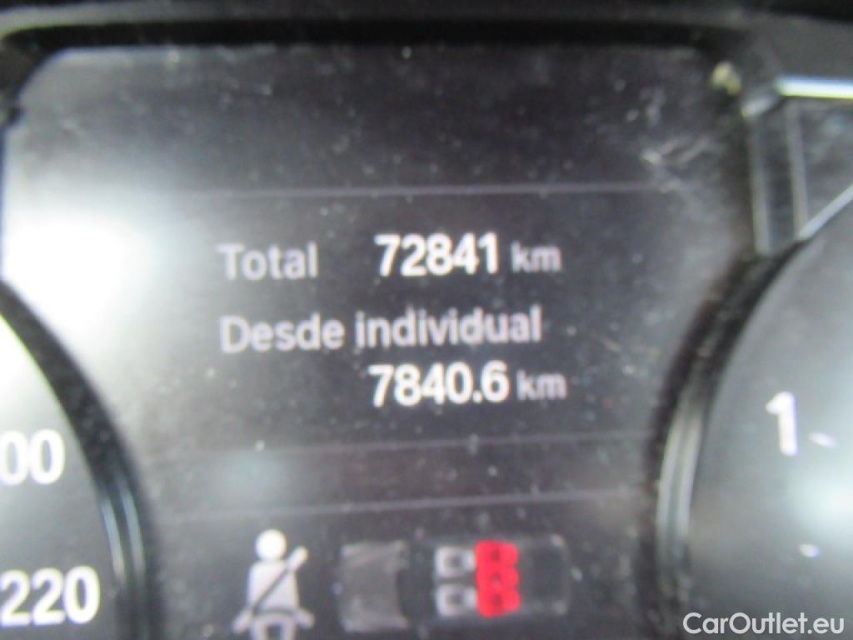 Total 72841 km
Desde individual
7840.6 km
1
00
220
CarOutlet.eu